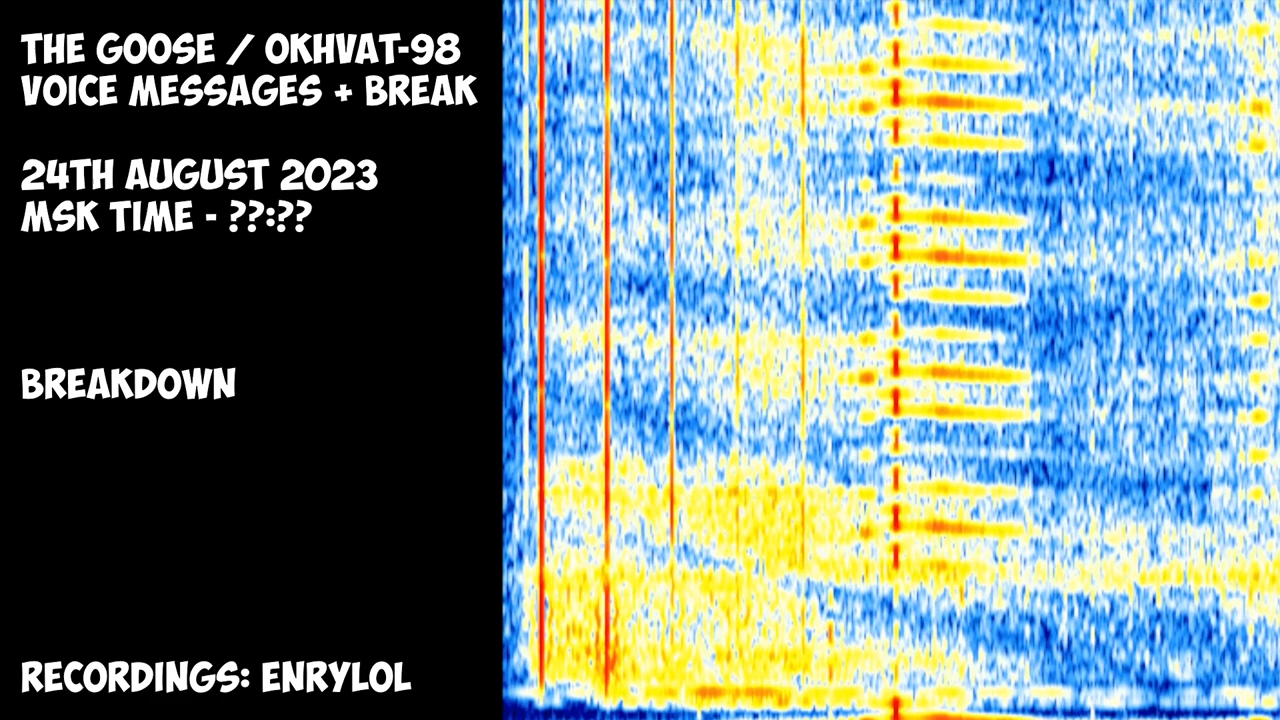 THE GOOSE / OKHVAT-98
VOICE MESSAGES + BREAK
24TH AUGUST 2023
MSK TIME - ??:??
BREAKDOWN
RECORDINGS: ENRYLOL